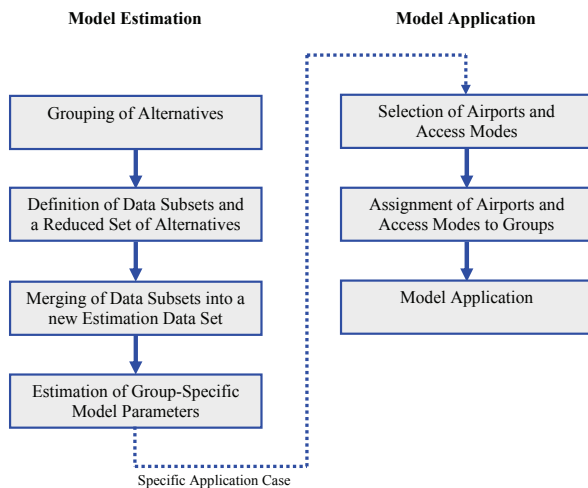 Model Estimation
Grouping of Alternatives
Definition of Data Subsets and
a Reduced Set of Alternatives
Merging of Data Subsets into a
new Estimation Data Set
Estimation of Group-Specific
Model Parameters
Specific Application Case
Model Application
Selection of Airports and
Access Modes
Assignment of Airports and
Access Modes to Groups
Model Application